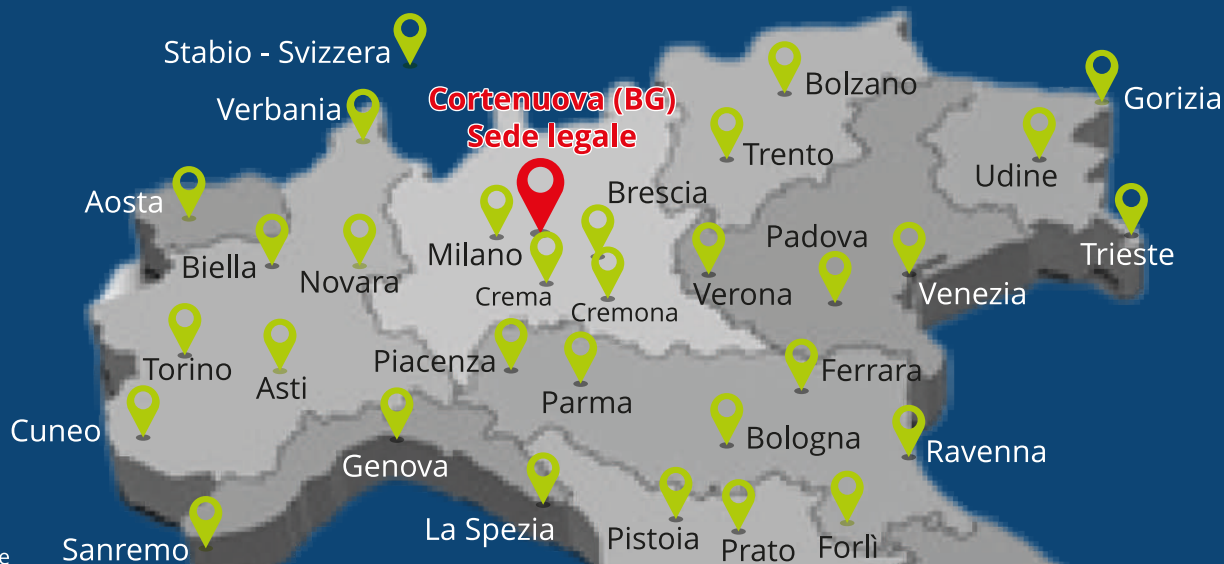 Stabio - Svizzera
Verbania
Cortenuova (BG)
Sede legale
Bolzano
Gorizia
Trento
Udine
Aosta
Brescia
Biella
Novara
Milano
Padova
Trieste
Crema
Cremona
Verona
Venezia
Torino
Asti
Piacenza
Parma
Ferrara
Cuneo
Genova
Bologna
Ravenna
La Spezia
Sanremo
Pistoia
Prato
Forlì